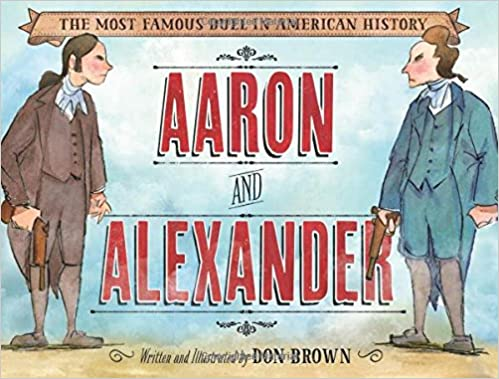 THE MOST FAMOUS DUEL IN AMERICAN HISTORY
AARON
AND
ALEXANDER
Written and Illustrated by DON BROWN